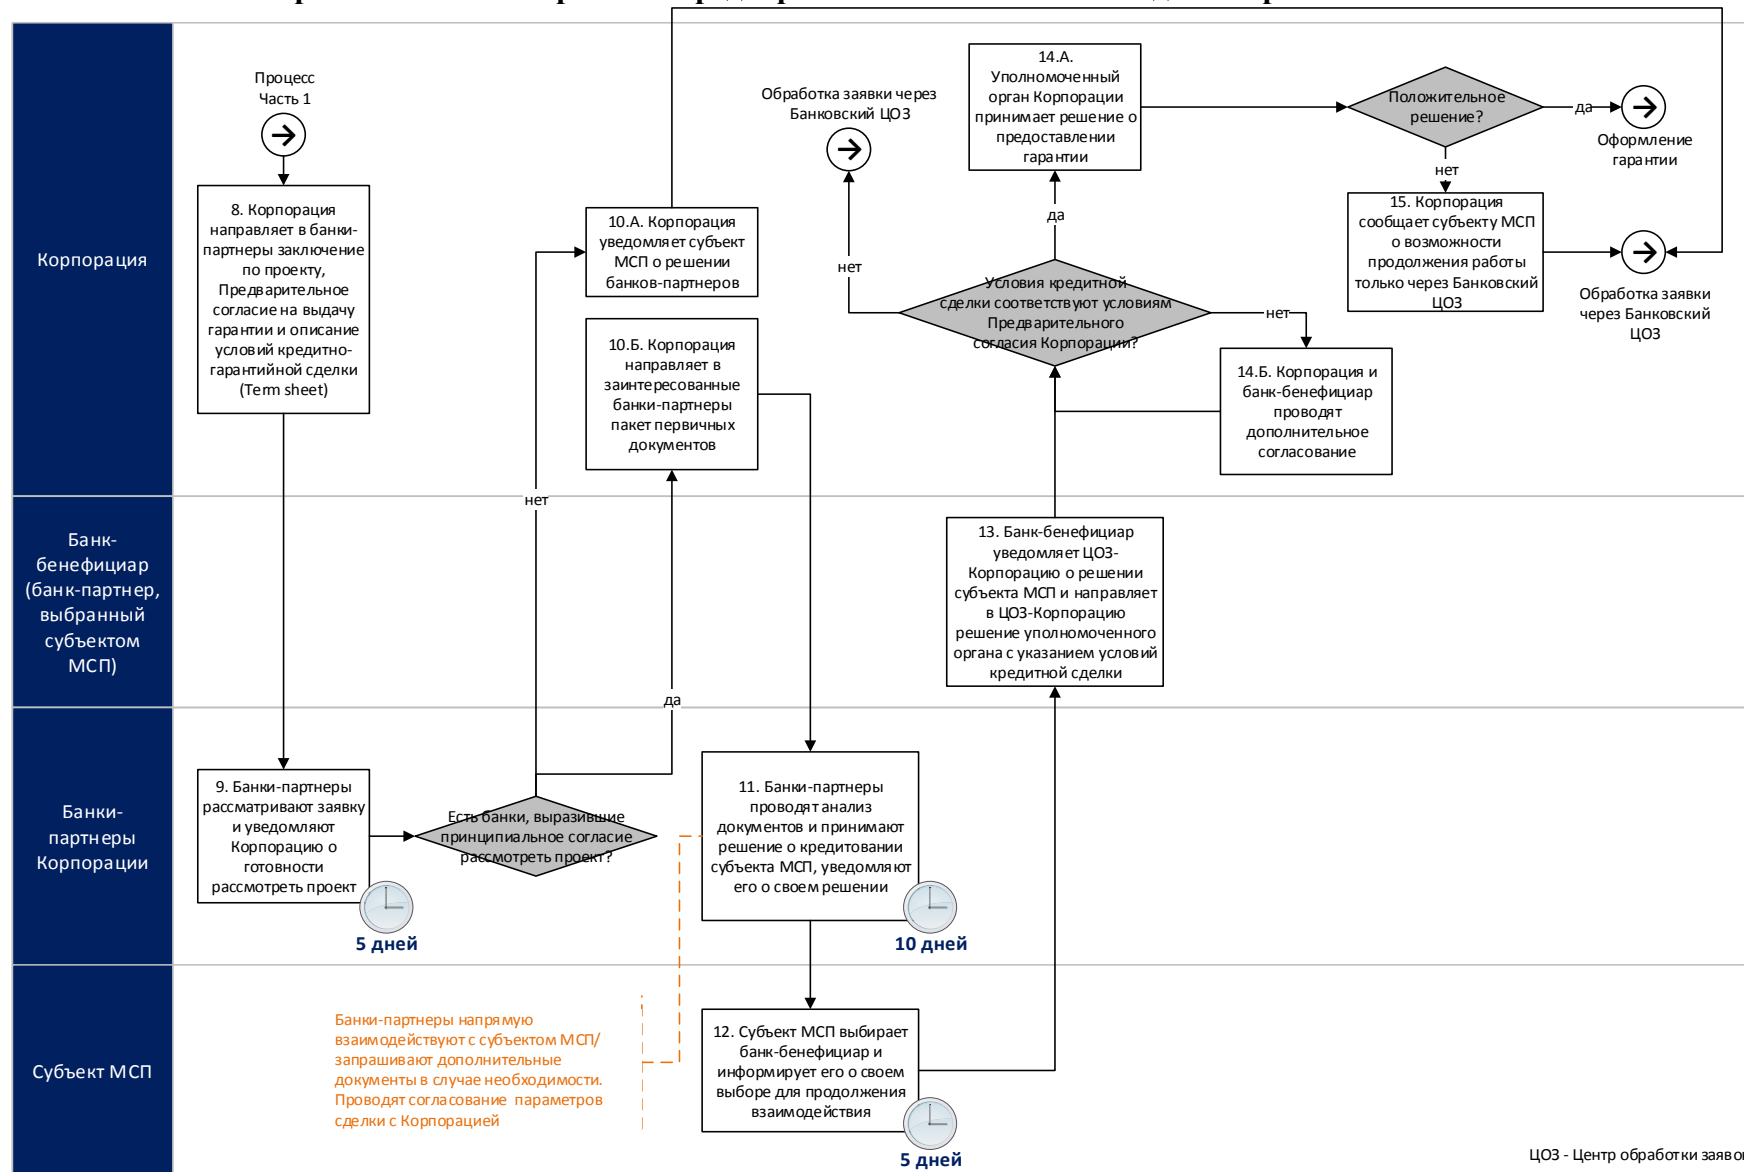 Процесс
Часть 1
Корпорация
8. Корпорация
направляет в банки-
партнеры заключение
по проекту,
Предварительное
согласие на выдачу
гарантии и описание
условий кредитно-
гарантийной сделки
(Term sheet)
10.А. Корпорация
уведомляет субъект
МСП о решении
банков-партнеров
10.Б. Корпорация
направляет в
заинтересованные
банки-партнеры
пакет первичных
документов
Обработка заявки через
Банковский ЦОЗ
14.А.
Уполномоченный
орган Корпорации
принимает решение о
предоставлении
гарантии
Положительное
решение?
да
Оформление
гарантии
нет
15. Корпорация
сообщает субъекту МСП
о возможности
продолжения работы
только через Банковский
ЦОЗ
Обработка заявки
через Банковский
ЦОЗ
да
нет
Условия кредитной
сделки соответствуют условиям
Предварительного
согласия Корпорации?
нет
14.Б. Корпорация и
банк-бенефициар
проводят
дополнительное
согласование
нет
Банк-
бенефициар
(банк-партнер,
выбранный
субъектом
МСП)
13. Банк-бенефициар
уведомляет ЦОЗ-
Корпорацию о решении
субъекта МСП и направляет
в ЦОЗ-Корпорацию
решение уполномоченного
органа с указанием условий
кредитной сделки
да
Банки-
партнеры
Корпорации
9. Банки-партнеры
рассматривают заявку
и уведомляют
Корпорацию о
готовности
рассмотреть проект
5 дней
Есть банки, выразившие
принципиальное согласие
рассмотреть проект?
11. Банки-партнеры
проводят анализ
документов и принимают
решение о кредитовании
субъекта МСП, уведомляют
его о своем решении
10 дней
Субъект МСП
Банки-партнеры напрямую
взаимодействуют с субъектом МСП/
запрашивают дополнительные
документы в случае необходимости.
Проводят согласование параметров
сделки с Корпорацией
12. Субъект МСП выбирает
банк-бенефициар и
информирует его о своем
выборе для продолжения
взаимодействия
5 дней
ЦОЗ - Центр обработки заявок